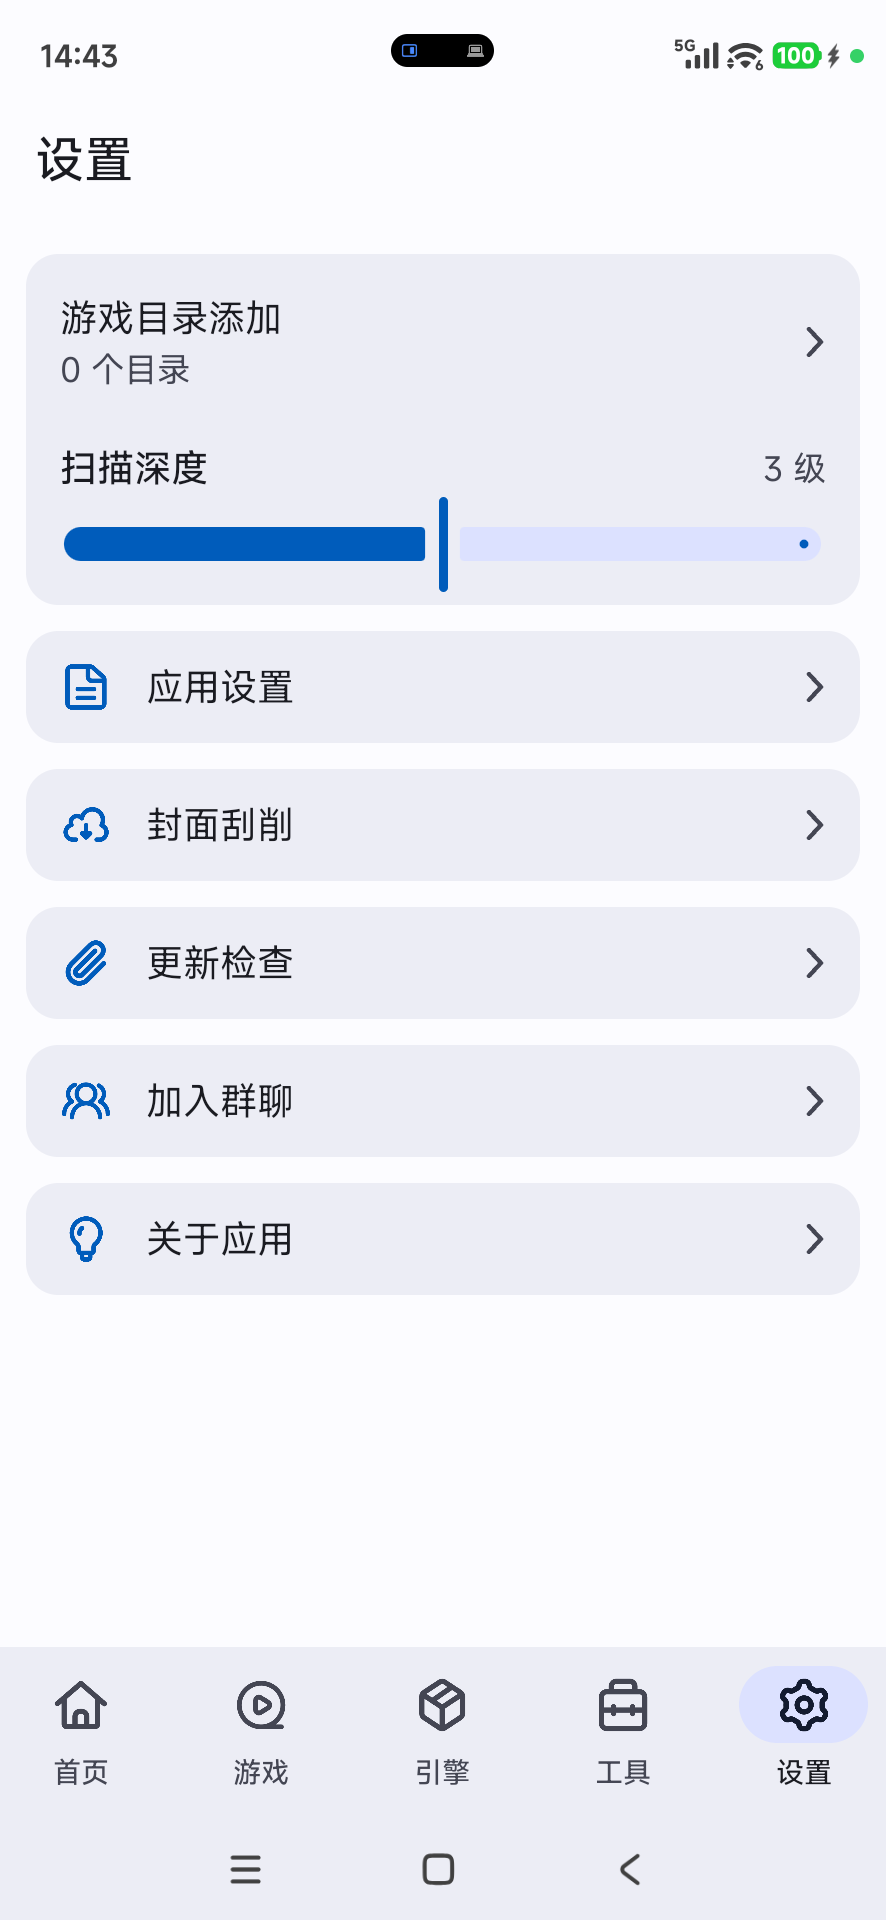 14:43
5G
6
100
设置
游戏目录添加
0 个目录
扫描深度
3 级
应用设置
封面刮削
更新检查
加入群聊
关于应用
首页
游戏
引擎
工具
设置